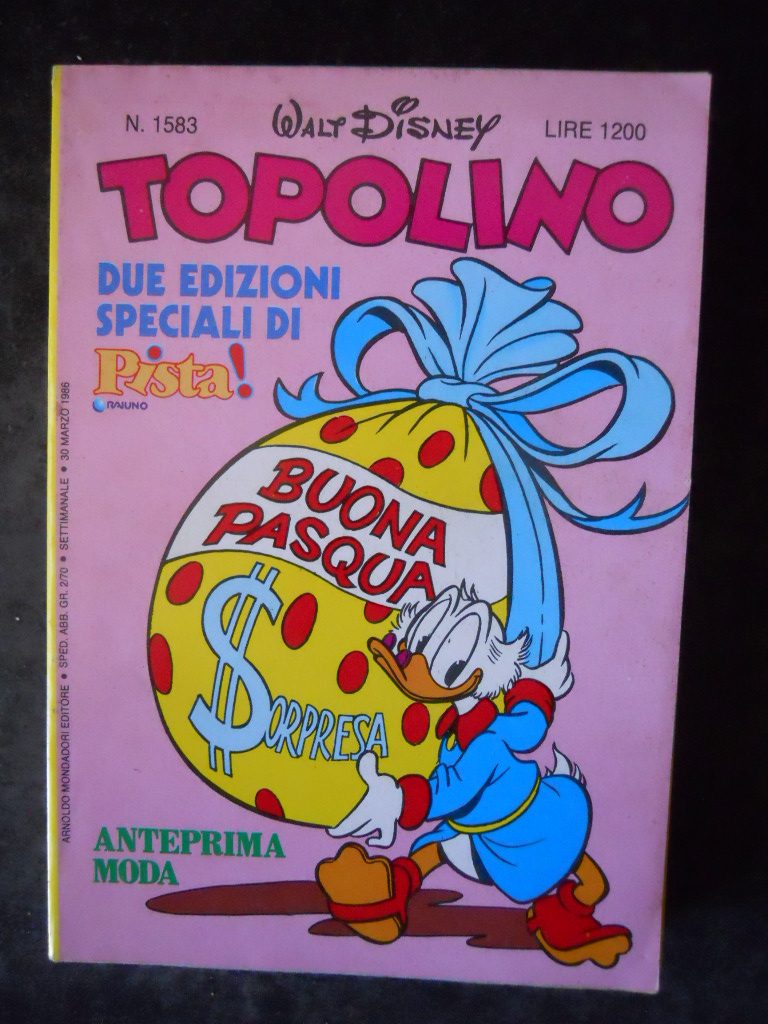 N. 1583
WALT DISNEY
LIRE 1200
TOPOLINO
DUE EDIZIONI
SPECIALI DI
Pista!
RAIUNO
BUONA
PASQUA
$ORPRESA
ANTEPRIMA
MODA
ARNOLDO MONDADORI EDITORE • SPED. ABB. GR. 2/70 • SETTIMANALE • 30 MARZO 1986